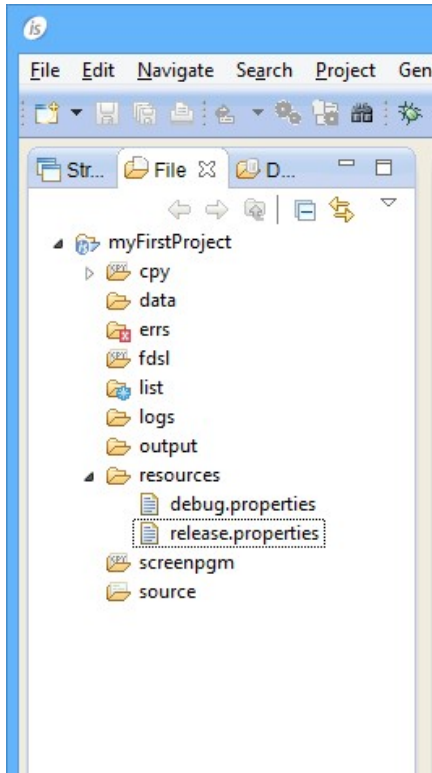 is
File Edit Navigate Search Project Gen
Str... File D...
myFirstProject
cpy
data
errs
fdsl
list
logs
output
resources
debug.properties
release.properties
screenpgm
source